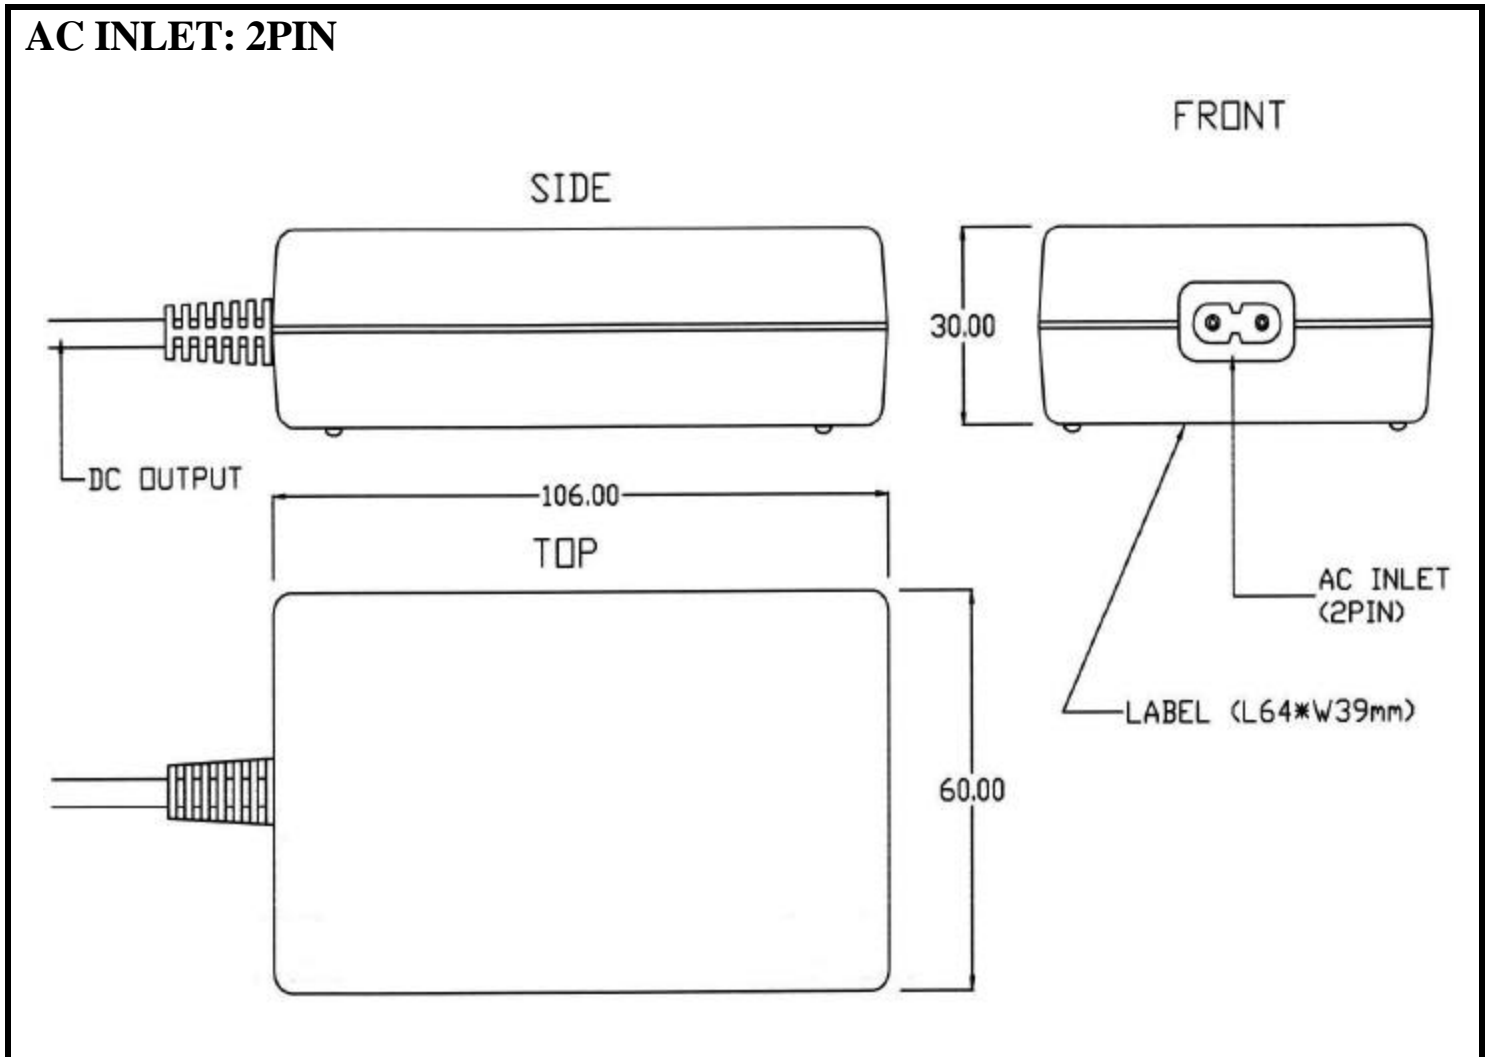 AC INLET: 2PIN
FRONT
SIDE
30.00
DC OUTPUT
106.00
TOP
AC INLET
(2PIN)
LABEL (L64*W39mm)
60.00